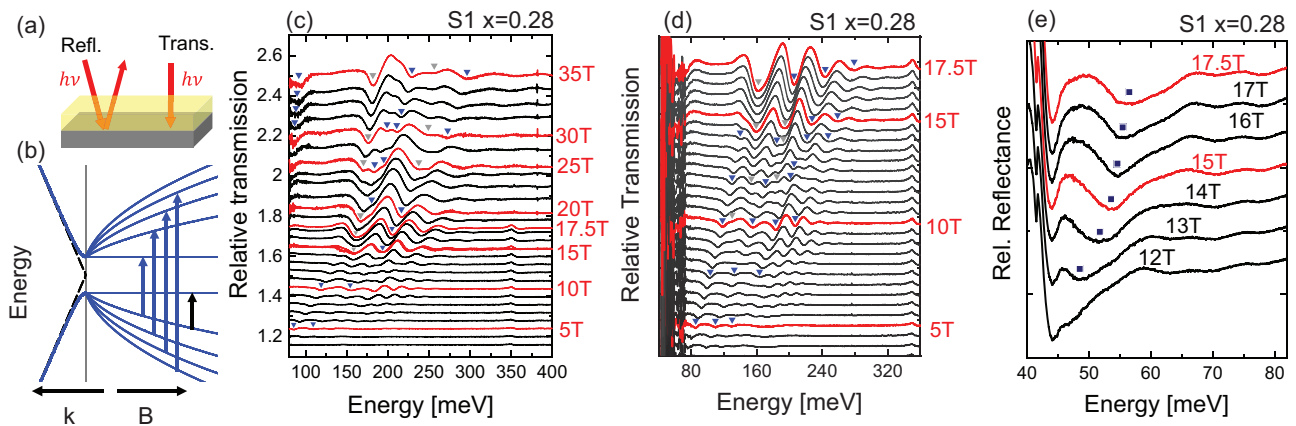 (a)
Refl.
Trans.
hν
hν
(b)
Energy
k
B
(c)
S1 x=0.28
Relative transmission
2.6
2.4
2.2
2
1.8
1.6
1.4
1.2
35T
30T
25T
20T
17.5T
15T
10T
5T
100
150
200
250
300
350
400
Energy [meV]
(d)
S1 x=0.28
Relative Transmission
17.5T
15T
10T
5T
80
160
240
320
Energy [meV]
(e)
S1 x=0.28
Rel. Reflectance
17.5T
17T
16T
15T
14T
13T
12T
40
50
60
70
80
Energy [meV]